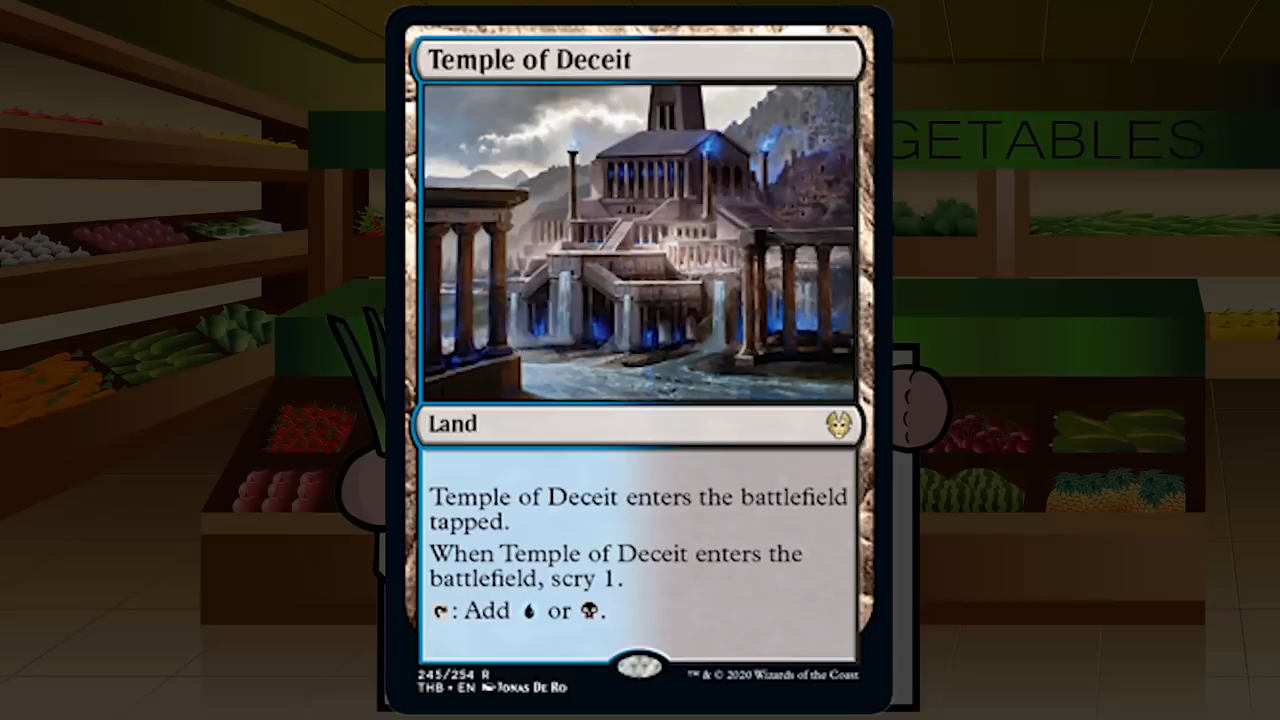 Temple of Deceit
GETABLES
Land
Temple of Deceit enters the battlefield
tapped.
When Temple of Deceit enters the
battlefield, scry 1.
: Add or .
245/254 R
THB • EN Jonas De Ro
™ & © 2020 Wizards of the Coast